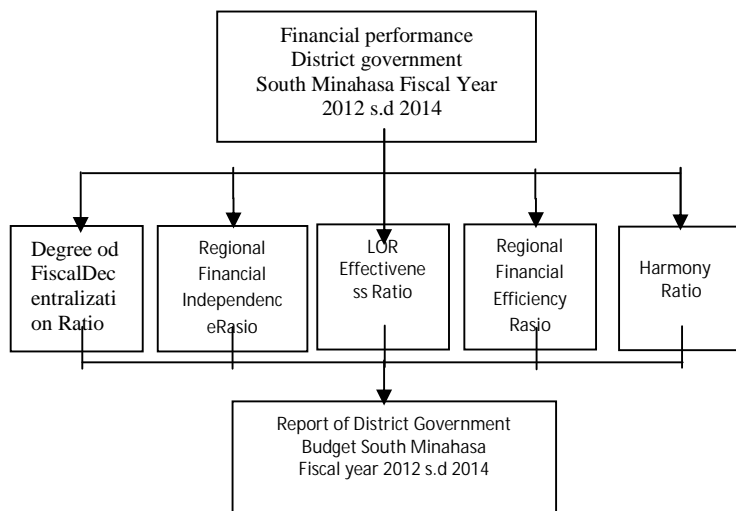 Financial performance
District government
South Minahasa Fiscal Year
2012 s.d 2014
Degree od
FiscalDec
entralizati
on Ratio
Regional
Financial
Independenc
eRasio
LOR
Effectivene
ss Ratio
Regional
Financial
Efficiency
Rasio
Harmony
Ratio
Report of District Government
Budget South Minahasa
Fiscal year 2012 s.d 2014